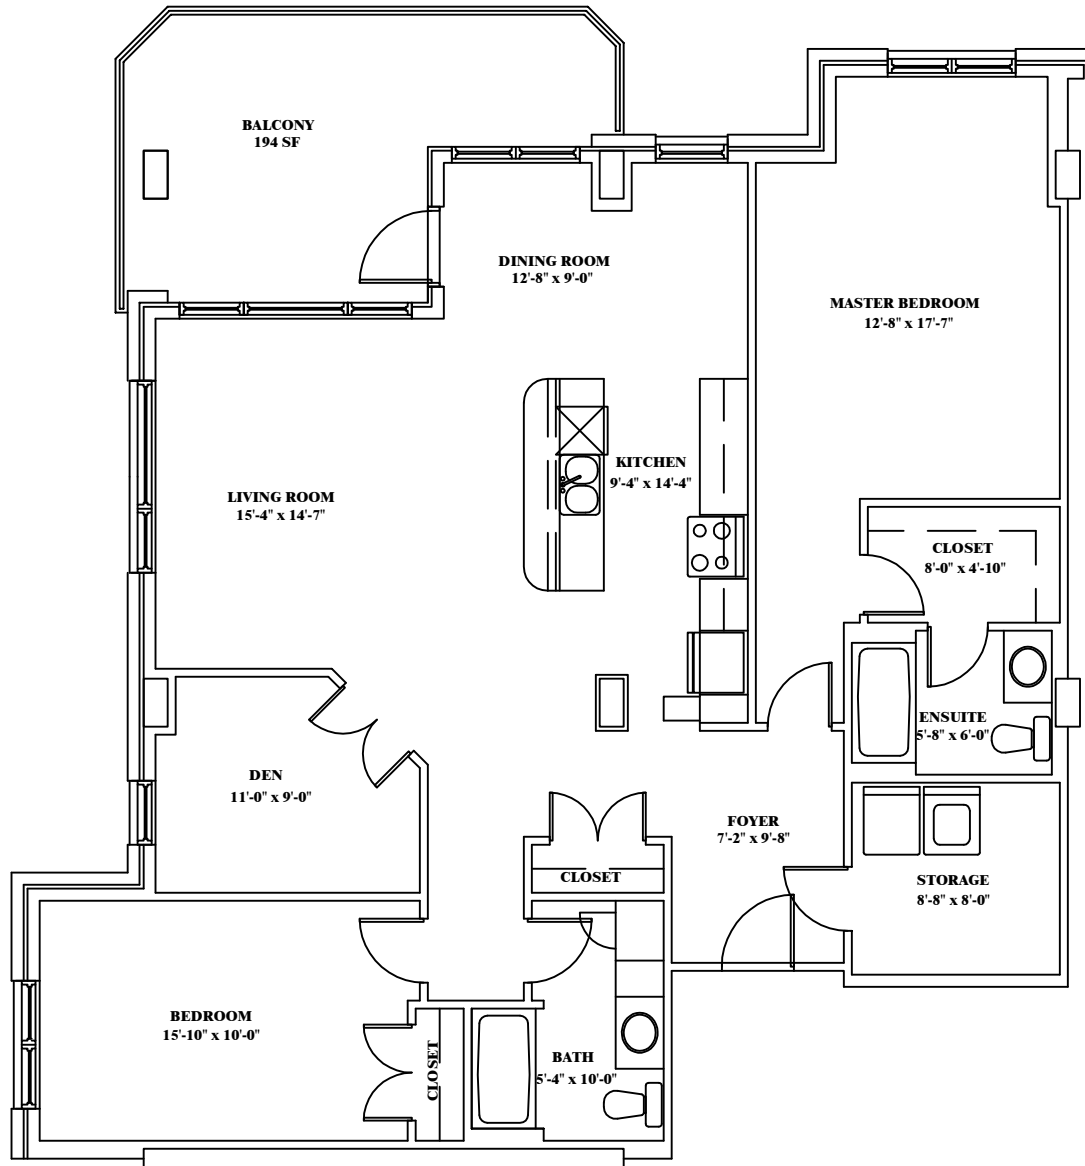 BALCONY
194 SF
DINING ROOM
12'-8" x 9'-0"
MASTER BEDROOM
12'-8" x 17'-7"
KITCHEN
9'-4" x 14'-4"
LIVING ROOM
15'-4" x 14'-7"
CLOSET
8'-0" x 4'-10"
ENSUITE
5'-8" x 6'-0"
DEN
11'-0" x 9'-0"
FOYER
7'-2" x 9'-8"
CLOSET
STORAGE
8'-8" x 8'-0"
BEDROOM
15'-10" x 10'-0"
CLOSET
BATH
5'-4" x 10'-0"